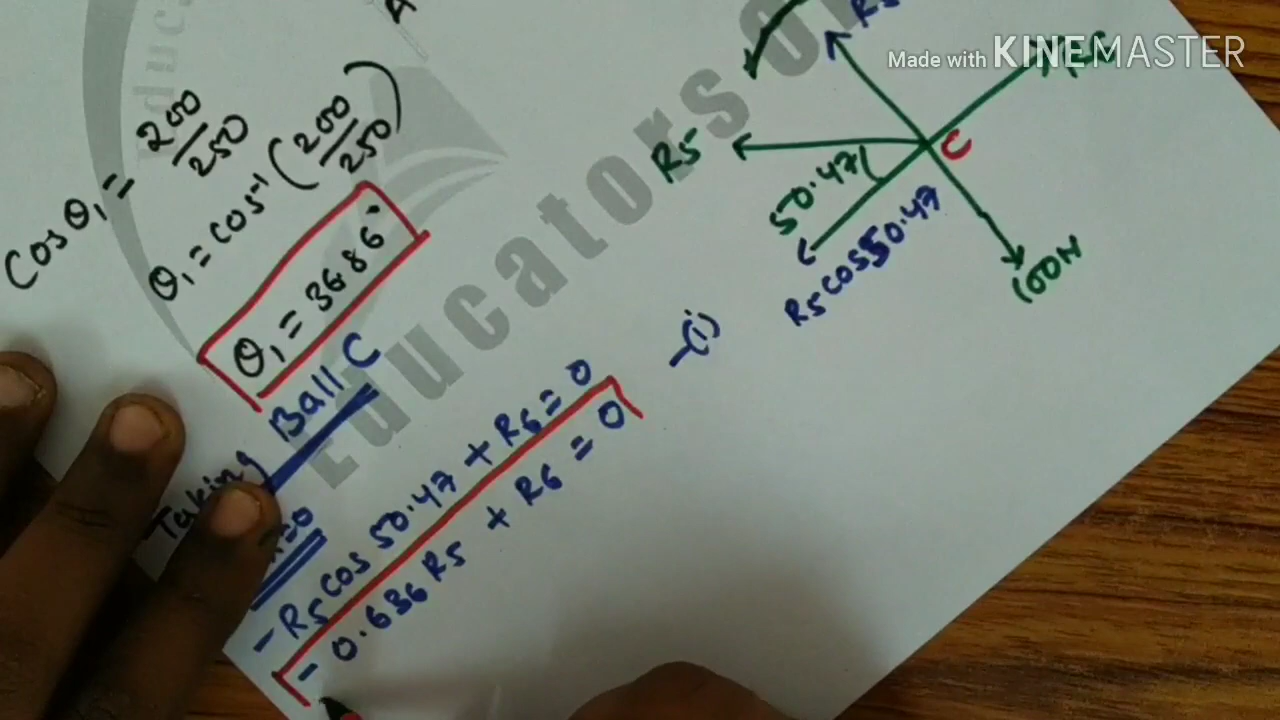 Made with KINEMASTER
Cos θ₁ = 200/250
θ₁ = cos⁻¹ (200/250)
θ₁ = 36.86°
Taking Ball C
=0
- R5 cos 50.47 + R6 = 0
- 0.636 R5 + R6 = 0 -(i)
R5
50.47
C
R5 cos 50.47
100N
Educators